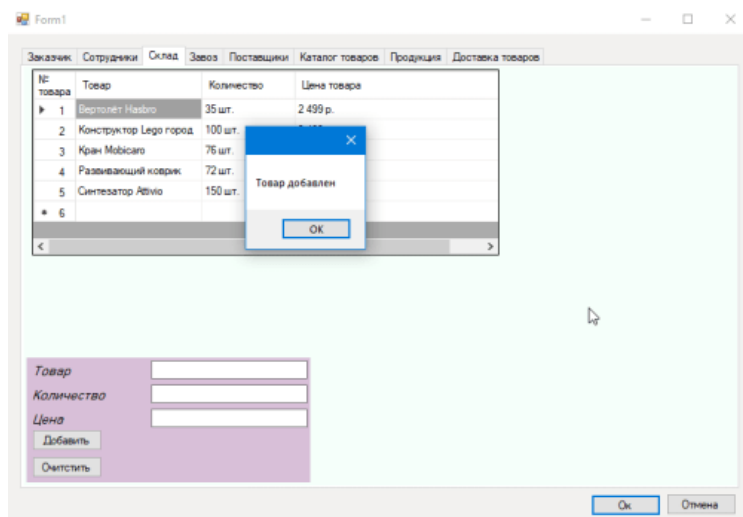 Form1
Заказчик Сотрудники Склад Завоз Поставщики Каталог товаров Продукция Доставка товаров
№ товара Товар Количество Цена товара
1 Вертолёт Hasbro 35 шт. 2 499 р.
2 Конструктор Lego город 100 шт.
3 Кран Mobicaro 76 шт.
4 Развивающий коврик 72 шт.
5 Синтезатор Attivio 150 шт.
* 6
Товар добавлен
OK
Товар
Количество
Цена
Добавить
Очитстить
Ок Отмена